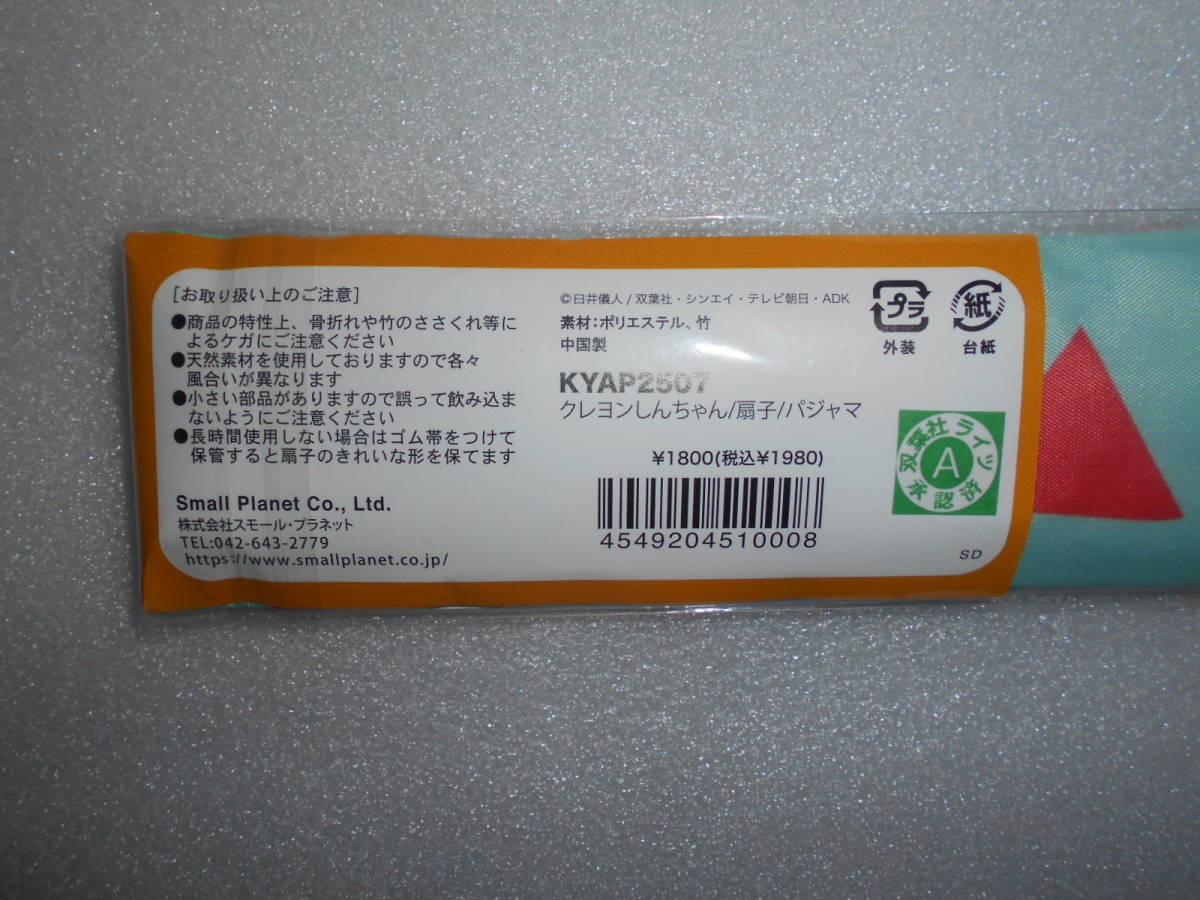 [お取り扱い上のご注意]
●商品の特性上、骨折れや竹のささくれ等に
よるケガにご注意ください
●天然素材を使用しておりますので各々
風合いが異なります
●小さい部品がありますので誤って飲み込ま
ないようにご注意ください
●長時間使用しない場合はゴム帯をつけて
保管すると扇子のきれいな形を保てます
Small Planet Co., Ltd.
株式会社スモール・プラネット
TEL:042-643-2779
https://www.smallplanet.co.jp/
©臼井儀人/双葉社・シンエイ・テレビ朝日・ADK
素材:ポリエステル、竹
中国製
KYAP2507
クレヨンしんちゃん/扇子/パジャマ
¥1800(税込¥1980)
4549204510008
プラ
外装
紙
台紙
双葉社 ライツ
A
承認済
SD